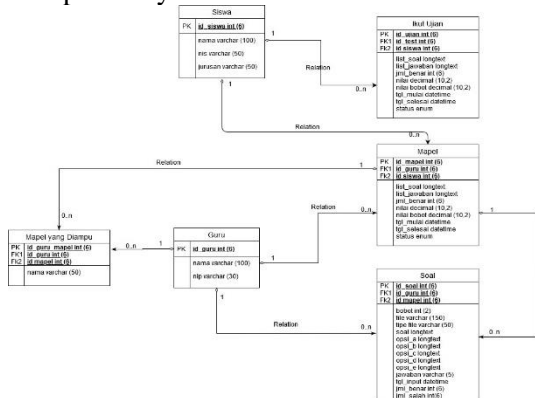 Siswa
PK id_siswa int (6)
nama varchar (100)
nis varchar (50)
jurusan varchar (50)
1
1
Relation
0..n
Ikut Ujian
PK id_ujian int (6)
FK1 id_test int (6)
Fk2 id siswa int (6)
list_soal longtext
list_jawaban longtext
jml_benar int (6)
nilai decimal (10,2)
nilai bobot decimal (10,2)
tgl_mulai datetime
tgl_selesai datetime
status enum
Relation
0..n
Relation
1
Mapel
PK id_mapel int (6)
FK1 id_guru int (6)
Fk2 id siswa int (6)
list_soal longtext
list_jawaban longtext
jml_benar int (6)
nilai decimal (10,2)
nilai bobot decimal (10,2)
tgl_mulai datetime
tgl_selesai datetime
status enum
1
0..n
Mapel yang Diampu
PK id_guru_mapel int (6)
FK1 id_guru int (6)
Fk2 id mapel int (6)
nama varchar (50)
0..n
1
Guru
PK id_guru int (6)
nama varchar (100)
nip varchar (30)
1
Relation
0..n
1
Relation
0..n
Soal
PK id_soal int (6)
FK1 id_guru int (6)
Fk2 id mapel int (6)
bobot int (2)
file varchar (150)
tipe file varchar (50)
soal longtext
opsi_a longtext
opsi_b longtext
opsi_c longtext
opsi_d longtext
opsi_e longtext
jawaban varchar (5)
tgl_input datetime
jml_benar int (6)
jml_salah int(6)
0..n